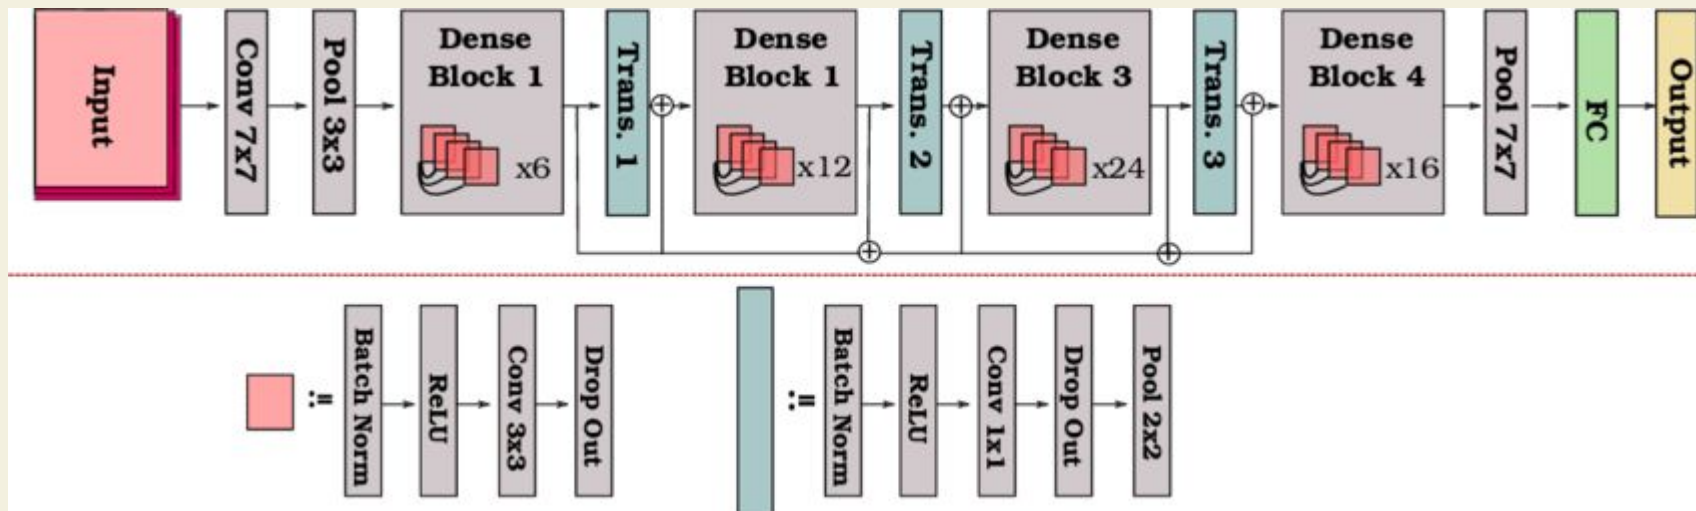 Input
Conv 7x7
Pool 3x3
Dense
Block 1
x6
Trans. 1
Dense
Block 1
x12
Trans. 2
Dense
Block 3
x24
Trans. 3
Dense
Block 4
x16
Pool 7x7
FC
Output
::=
Batch Norm
ReLU
Conv 3x3
Drop Out
::=
Batch Norm
ReLU
Conv 1x1
Drop Out
Pool 2x2